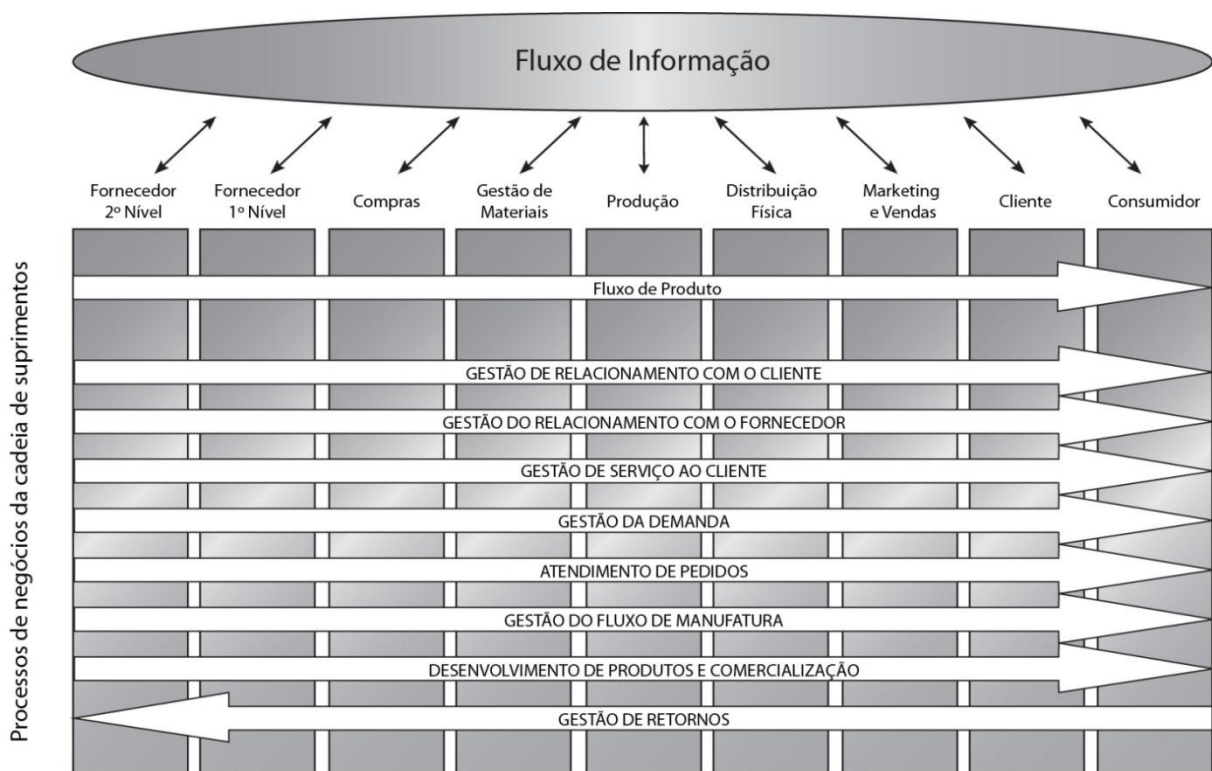 Fluxo de Informação
Fornecedor
2º Nível
Fornecedor
1º Nível
Compras
Gestão de
Materiais
Produção
Distribuição
Física
Marketing
e Vendas
Cliente
Consumidor
Processos de negócios da cadeia de suprimentos
Fluxo de Produto
GESTÃO DE RELACIONAMENTO COM O CLIENTE
GESTÃO DO RELACIONAMENTO COM O FORNECEDOR
GESTÃO DE SERVIÇO AO CLIENTE
GESTÃO DA DEMANDA
ATENDIMENTO DE PEDIDOS
GESTÃO DO FLUXO DE MANUFATURA
DESENVOLVIMENTO DE PRODUTOS E COMERCIALIZAÇÃO
GESTÃO DE RETORNOS